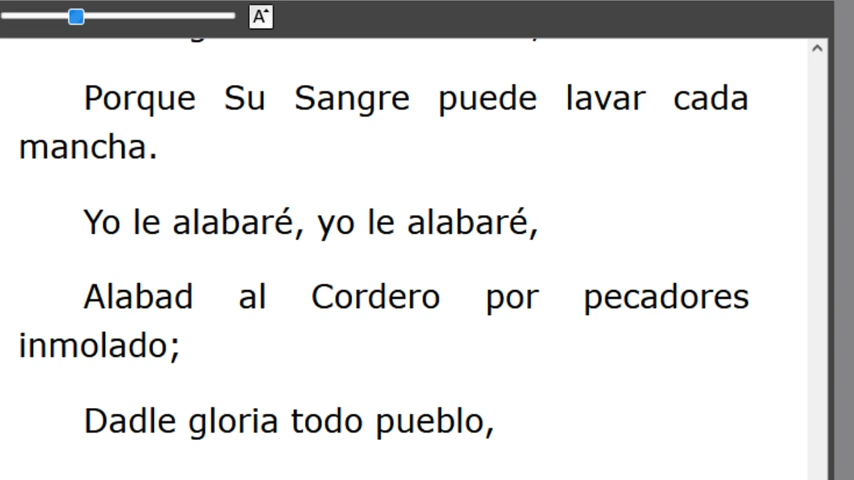 A
Porque Su Sangre puede lavar cada
mancha.
Yo le alabaré, yo le alabaré,
Alabad al Cordero por pecadores
inmolado;
Dadle gloria todo pueblo,